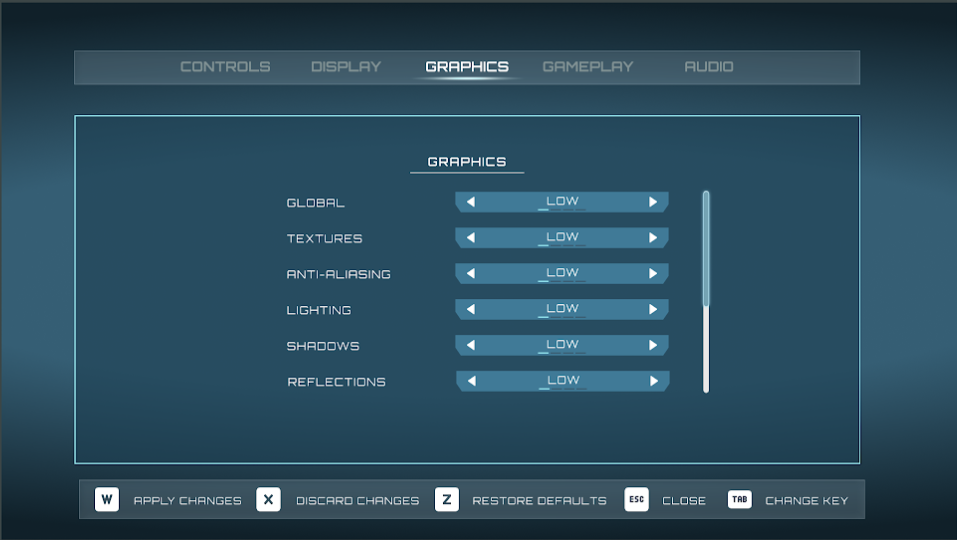 CONTROLS DISPLAY GRAPHICS GAMEPLAY AUDIO
GRAPHICS
GLOBAL LOW
TEXTURES LOW
ANTI-ALIASING LOW
LIGHTING LOW
SHADOWS LOW
REFLECTIONS LOW
W APPLY CHANGES X DISCARD CHANGES Z RESTORE DEFAULTS ESC CLOSE TAB CHANGE KEY